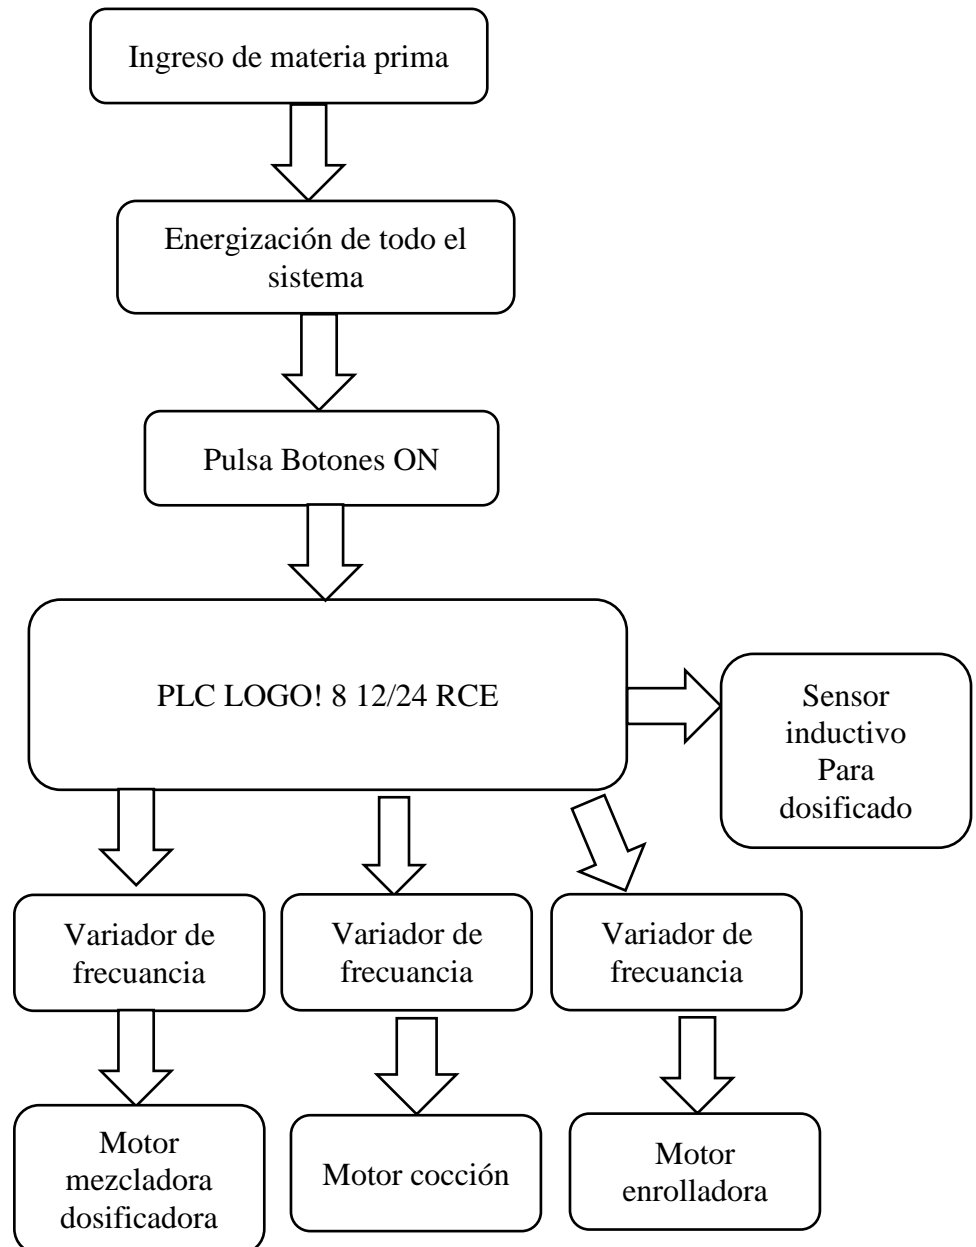 Ingreso de materia prima
Energización de todo el
sistema
Pulsa Botones ON
PLC LOGO! 8 12/24 RCE
Sensor
inductivo
Para
dosificado
Variador de
frecuancia
Variador de
frecuancia
Variador de
frecuancia
Motor
mezcladora
dosificadora
Motor cocción
Motor
enrolladora